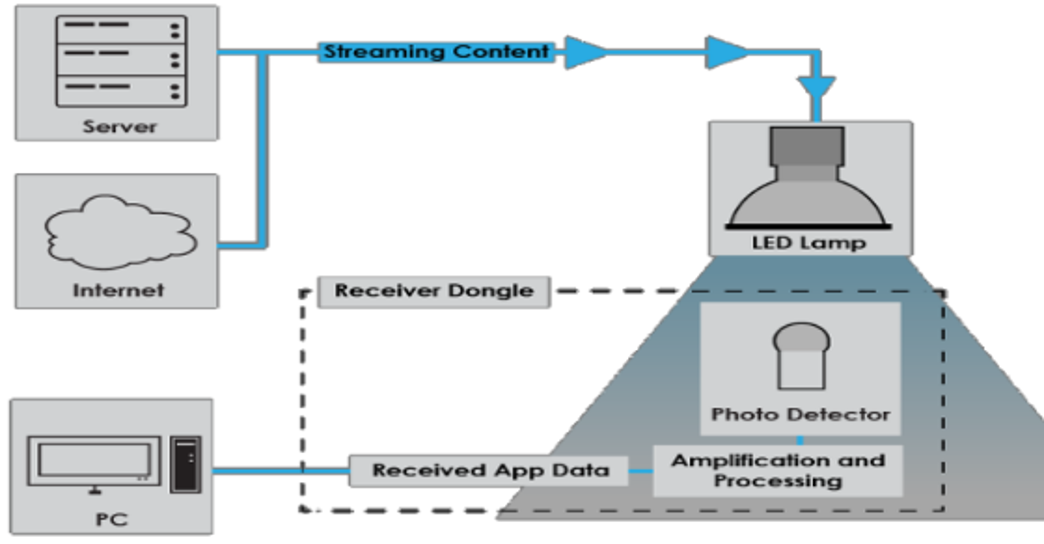 Streaming Content
Server
LED Lamp
Internet
Receiver Dongle
Photo Detector
Received App Data
Amplification and
Processing
PC